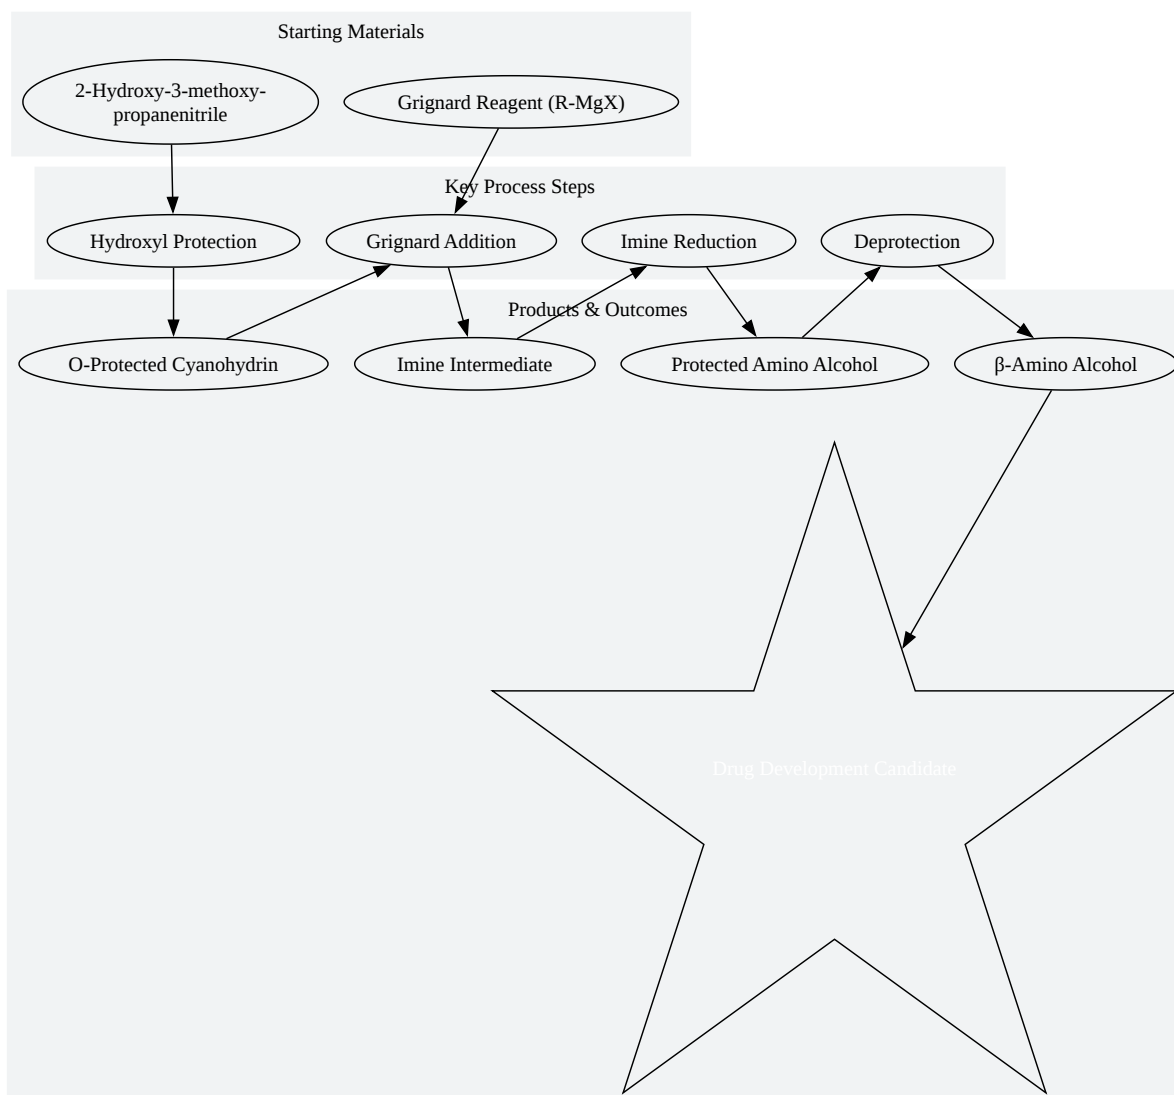 Starting Materials
2-Hydroxy-3-methoxy-
propanenitrile
Grignard Reagent (R-MgX)
Key Process Steps
Hydroxyl Protection
Grignard Addition
Imine Reduction
Deprotection
Products & Outcomes
O-Protected Cyanohydrin
Imine Intermediate
Protected Amino Alcohol
β-Amino Alcohol
Drug Development Candidate